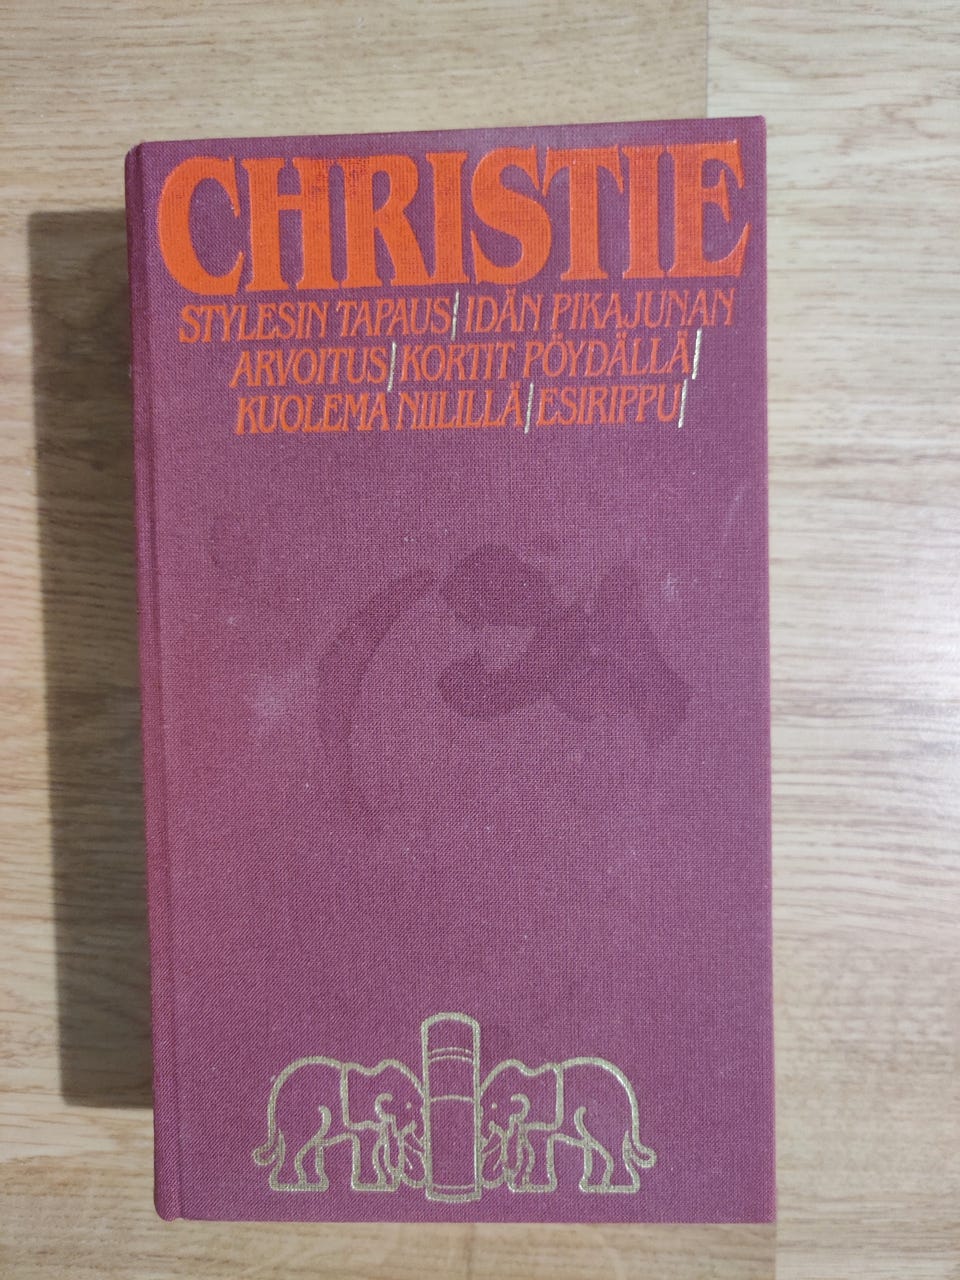 CHRISTIE
STYLESIN TAPAUS/IDÄN PIKAJUNAN
ARVOITUS/KORTIT PÖYDÄLLÄ/
KUOLEMA NIILILLÄ/ESIRIPPU/